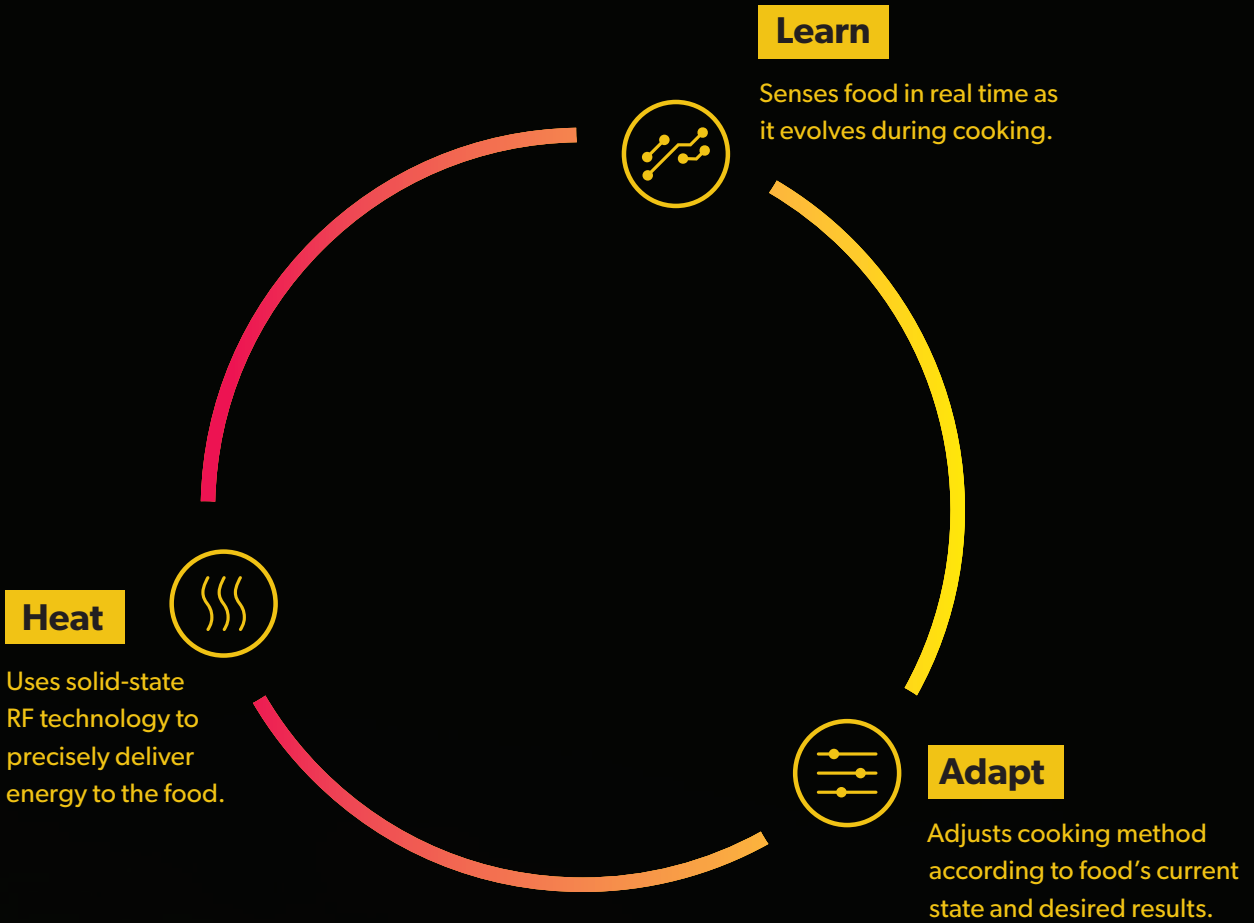 Learn
Senses food in real time as
it evolves during cooking.
Heat
Uses solid-state
RF technology to
precisely deliver
energy to the food.
Adapt
Adjusts cooking method
according to food’s current
state and desired results.